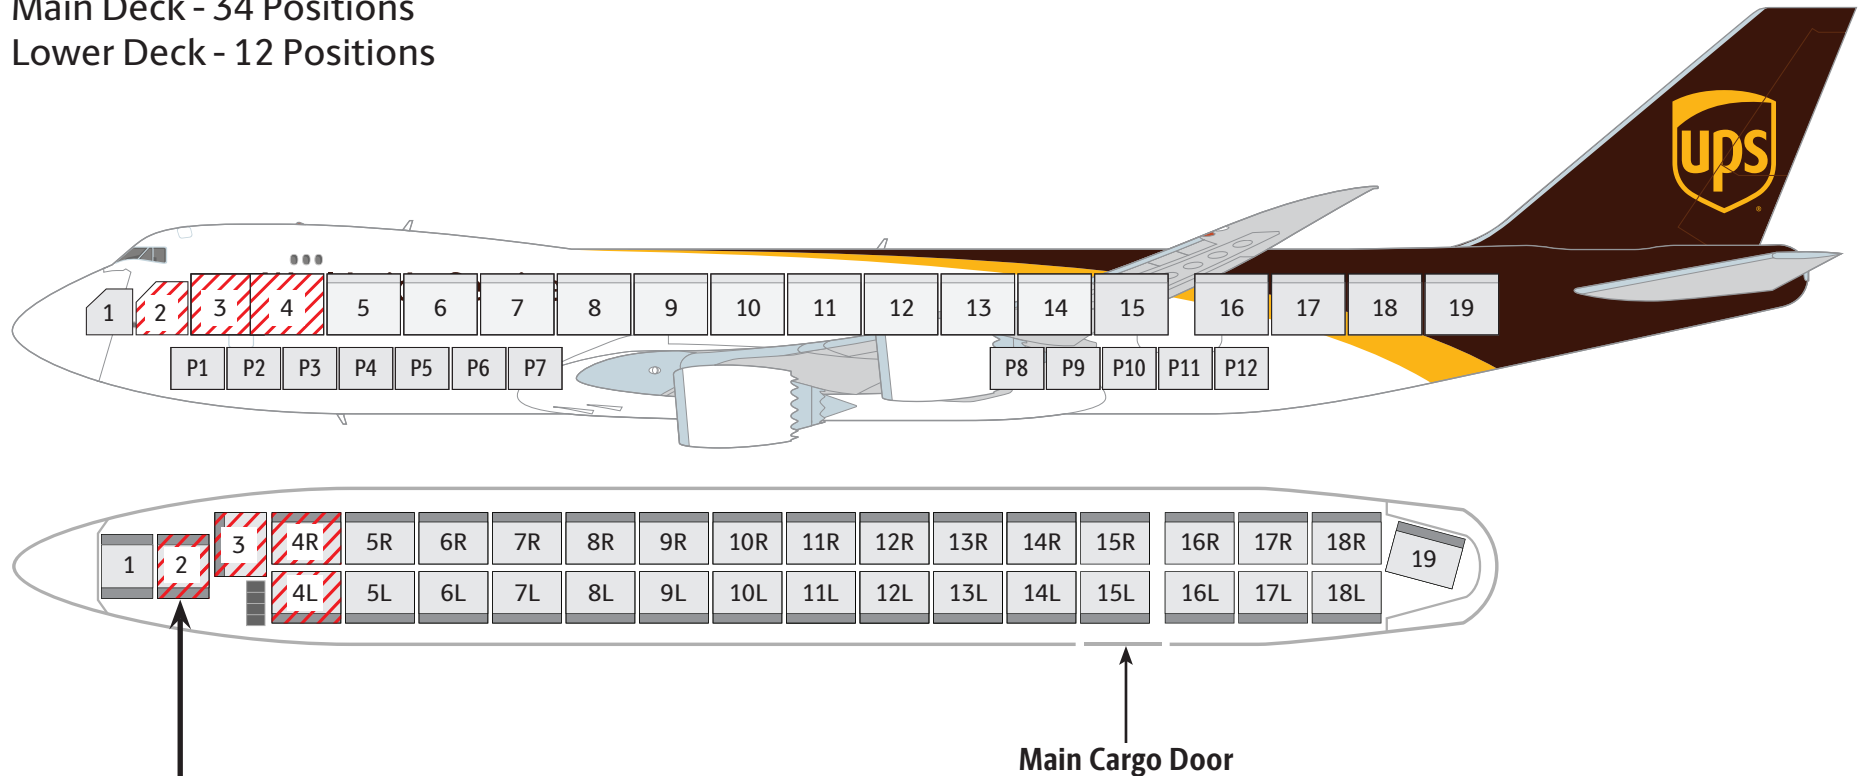 Main Deck - 34 Positions
Lower Deck - 12 Positions
ups
1 2 3 4 5 6 7 8 9 10 11 12 13 14 15 16 17 18 19
P1 P2 P3 P4 P5 P6 P7 P8 P9 P10 P11 P12
1 2 3 4R 5R 6R 7R 8R 9R 10R 11R 12R 13R 14R 15R 16R 17R 18R 19
4L 5L 6L 7L 8L 9L 10L 11L 12L 13L 14L 15L 16L 17L 18L
Main Cargo Door